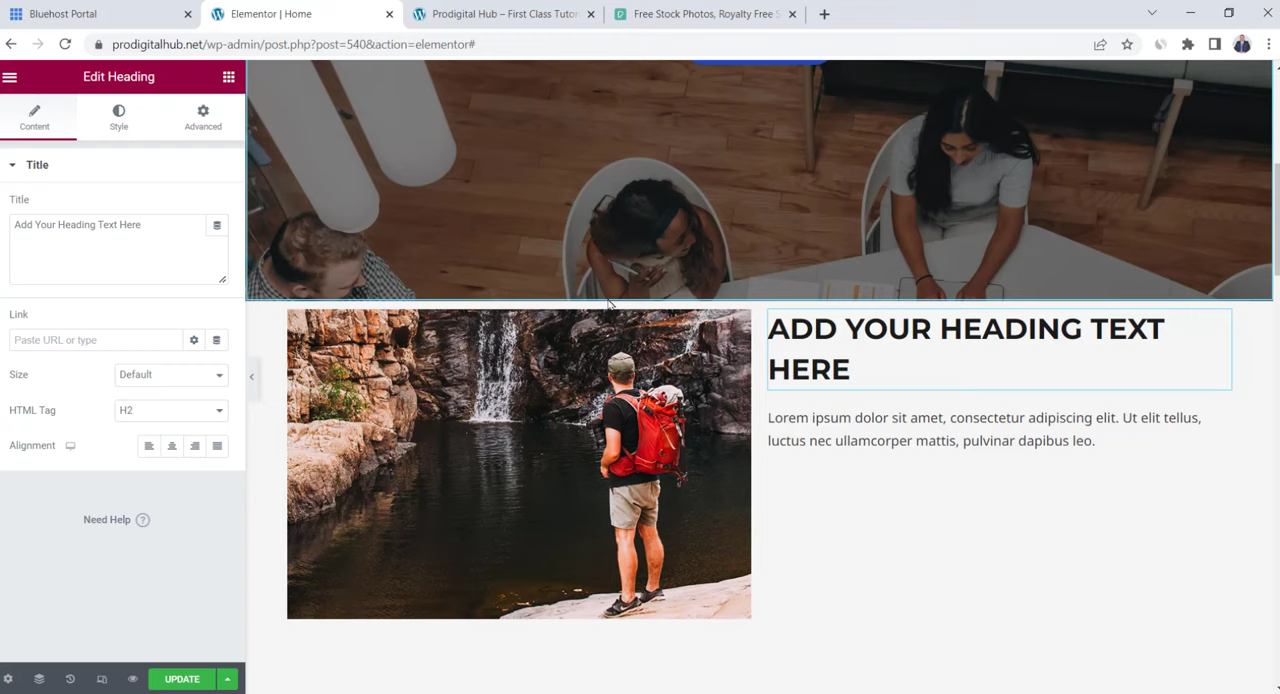 Bluehost Portal
Elementor | Home
Prodigital Hub – First Class Tutor
Free Stock Photos, Royalty Free S
prodigitalhub.net/wp-admin/post.php?post=540&action=elementor#
Edit Heading
Content
Style
Advanced
Title
Title
Add Your Heading Text Here
Link
Paste URL or type
Size
Default
HTML Tag
H2
Alignment
Need Help ?
UPDATE
ADD YOUR HEADING TEXT
HERE
Lorem ipsum dolor sit amet, consectetur adipiscing elit. Ut elit tellus,
luctus nec ullamcorper mattis, pulvinar dapibus leo.